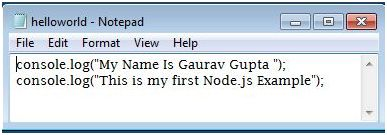 helloworld - Notepad
File Edit Format View Help
console.log("My Name Is Gaurav Gupta ");
console.log("This is my first Node.js Example");